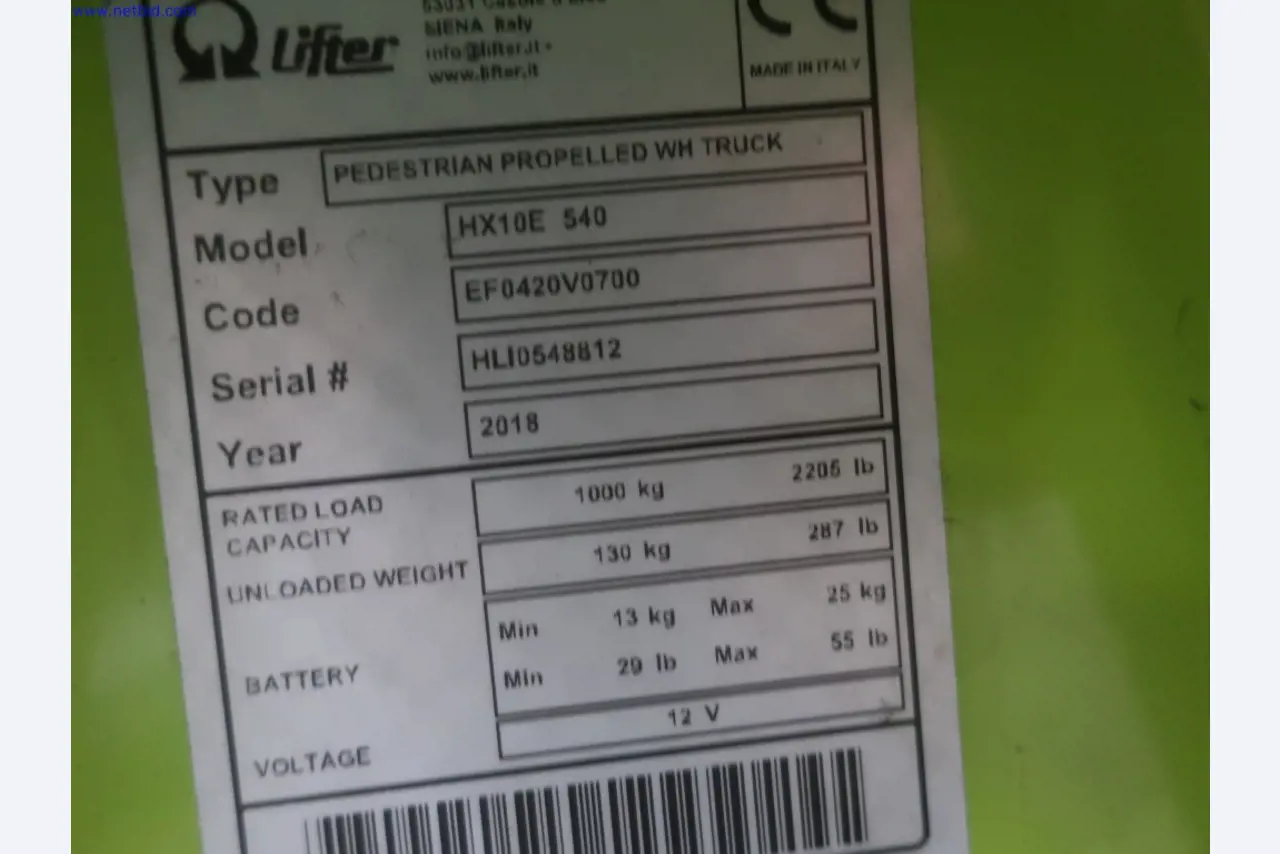 www.netbid.com
Lifter
SIENA Italy
info@lifter.it
www.lifter.it
CE
MADE IN ITALY
Type PEDESTRIAN PROPELLED WH TRUCK
Model HX10E 540
Code EF0420V0700
Serial # HLI0548812
Year 2018
RATED LOAD CAPACITY 1000 kg 2205 lb
UNLOADED WEIGHT 130 kg 287 lb
BATTERY Min 13 kg Max 25 kg
Min 29 lb Max 55 lb
VOLTAGE 12 V